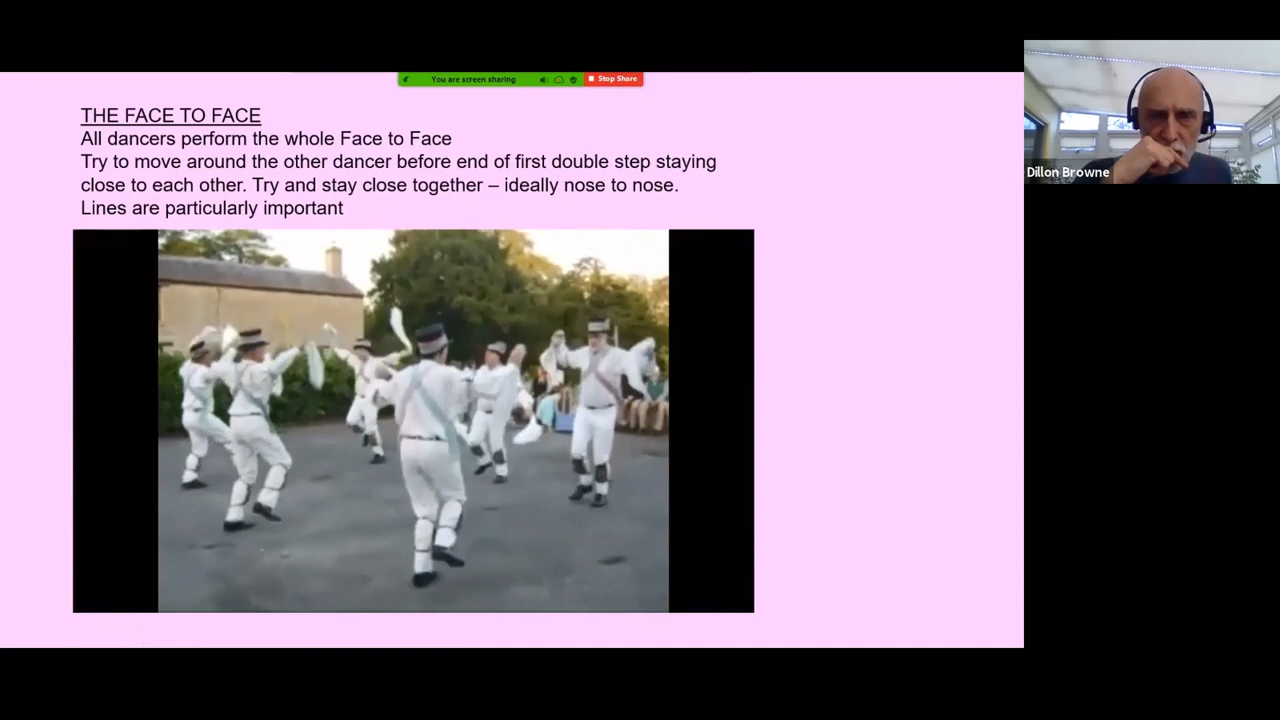 You are screen sharing
Stop Share
THE FACE TO FACE
All dancers perform the whole Face to Face
Try to move around the other dancer before end of first double step staying
close to each other. Try and stay close together – ideally nose to nose.
Lines are particularly important
Dillon Browne